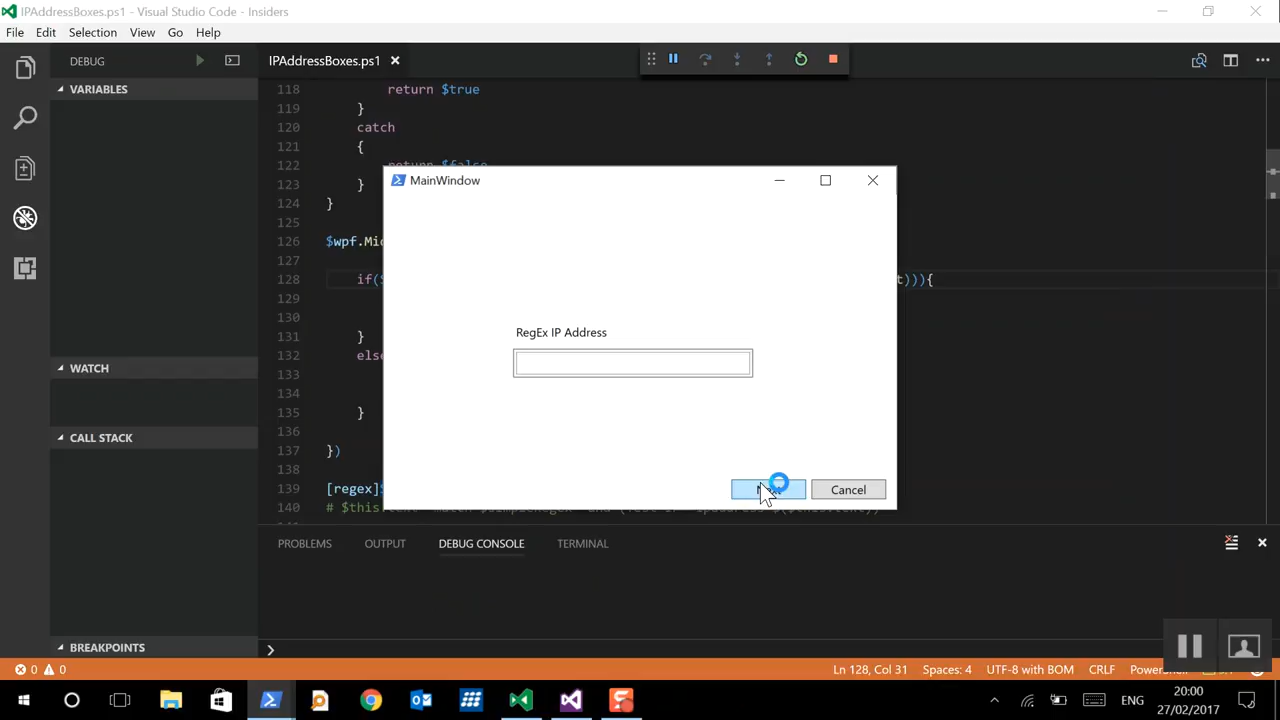 IPAddressBoxes.ps1 - Visual Studio Code - Insiders
File Edit Selection View Go Help
DEBUG
IPAddressBoxes.ps1
VARIABLES
118 return $true
119 }
120 catch
121 {
122 return $false
123 }
124 }
125
126 $wpf.Mic
127
128 if( t))){
129
130
131 }
132 else
133
134
135 }
136
137 })
138
139 [regex]
140 # $this.
MainWindow
RegEx IP Address
Cancel
WATCH
CALL STACK
BREAKPOINTS
PROBLEMS OUTPUT DEBUG CONSOLE TERMINAL
>
0 0
Ln 128, Col 31 Spaces: 4 UTF-8 with BOM CRLF
ENG
20:00
27/02/2017